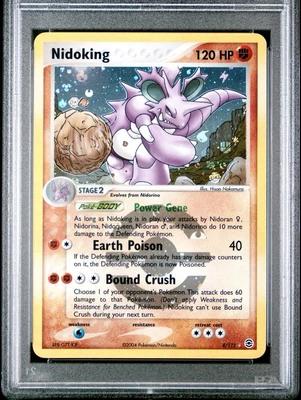 Nidoking 120 HP
Illus. Hisao Nakamura
STAGE 2 Evolves from Nidorino
Poké-BODY Power Gene
As long as Nidoking is in play, your attacks by Nidoran ♀,
Nidorina, Nidoqueen, Nidoran ♂, and Nidorino do 10 more
damage to the Defending Pokémon.
Earth Poison 40
If the Defending Pokémon already has any damage counters
on it, the Defending Pokémon is now Poisoned.
Bound Crush
Choose 1 of your opponent's Pokémon. This attack does 60
damage to that Pokémon. (Don't apply Weakness and
Resistance for Benched Pokémon.) Nidoking can't use Bound
Crush during your next turn.
weakness resistance retreat cost
©2004 Pokémon/Nintendo
8/112
PSA